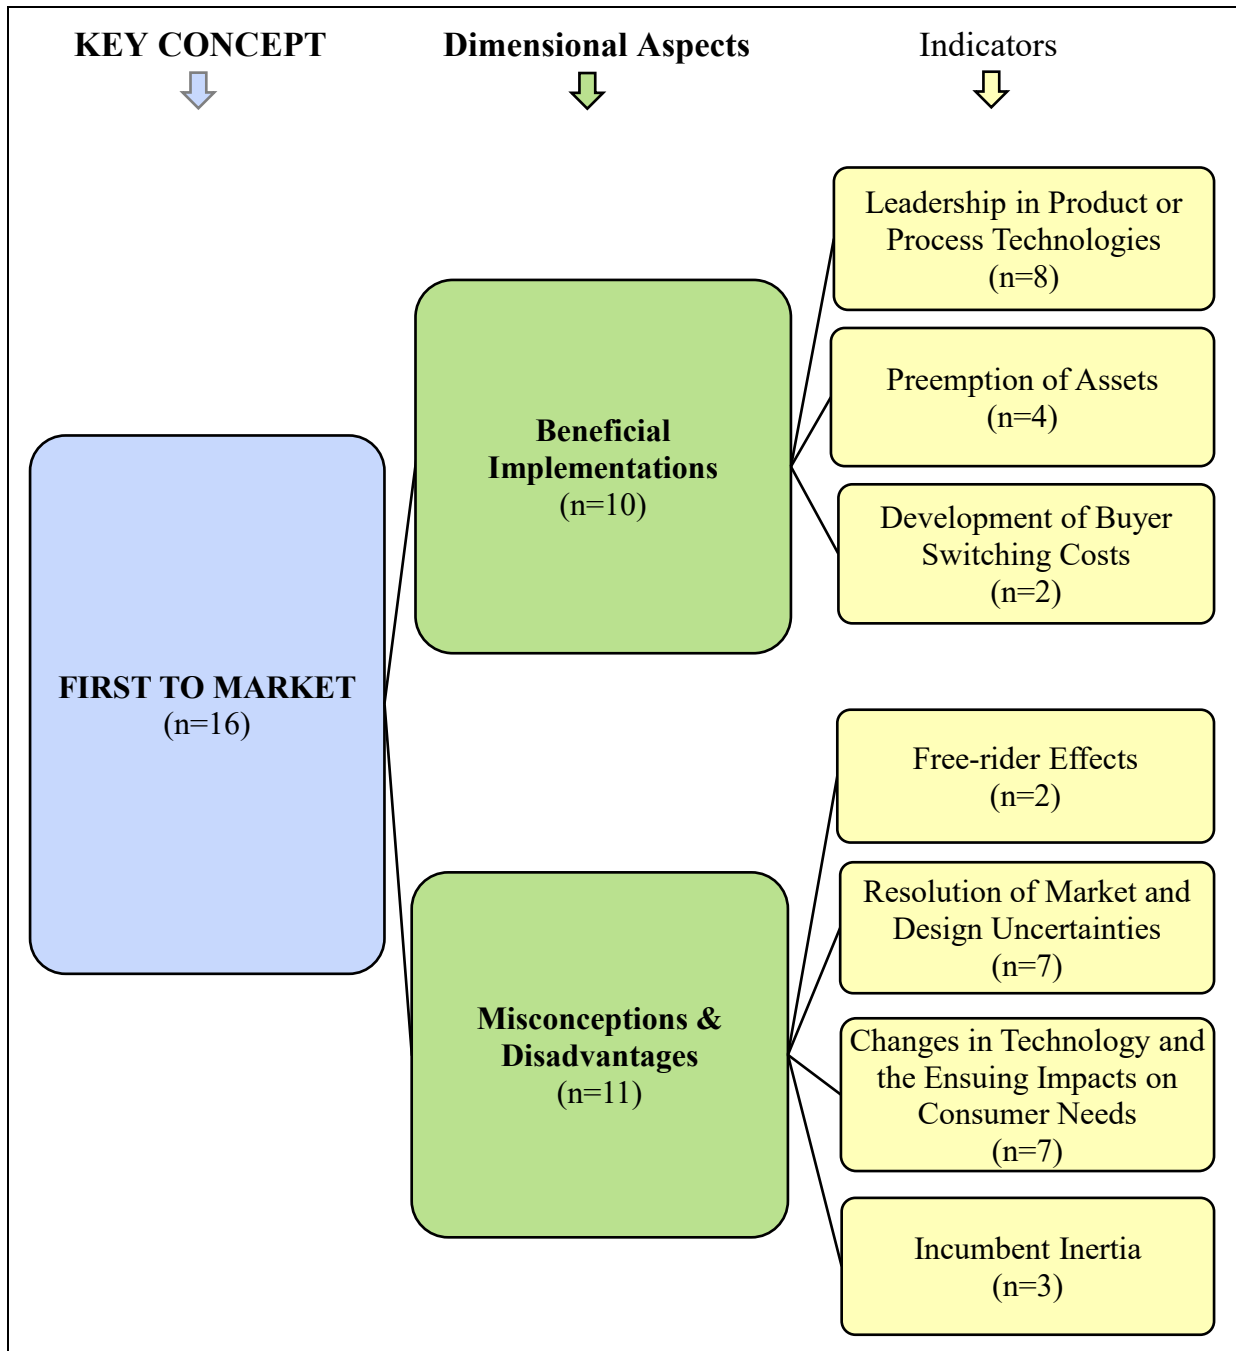 KEY CONCEPT
Dimensional Aspects
Indicators
FIRST TO MARKET
(n=16)
Beneficial
Implementations
(n=10)
Leadership in Product or
Process Technologies
(n=8)
Preemption of Assets
(n=4)
Development of Buyer
Switching Costs
(n=2)
Misconceptions &
Disadvantages
(n=11)
Free-rider Effects
(n=2)
Resolution of Market and
Design Uncertainties
(n=7)
Changes in Technology and
the Ensuing Impacts on
Consumer Needs
(n=7)
Incumbent Inertia
(n=3)